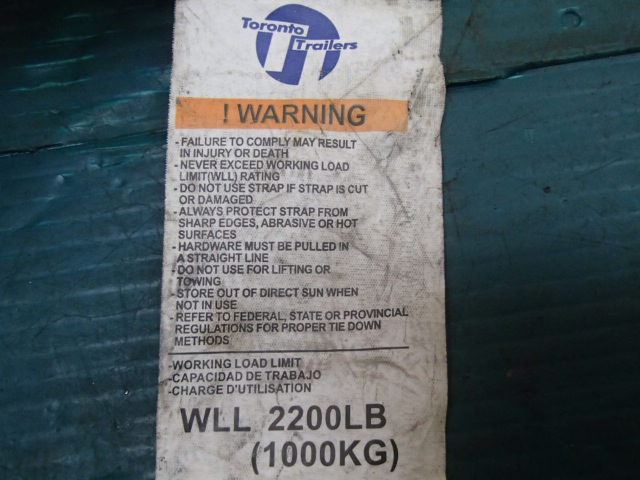 Toronto
Trailers
! WARNING
- FAILURE TO COMPLY MAY RESULT
IN INJURY OR DEATH
- NEVER EXCEED WORKING LOAD
LIMIT(WLL) RATING
- DO NOT USE STRAP IF STRAP IS CUT
OR DAMAGED
- ALWAYS PROTECT STRAP FROM
SHARP EDGES, ABRASIVE OR HOT
SURFACES
- HARDWARE MUST BE PULLED IN
A STRAIGHT LINE
- DO NOT USE FOR LIFTING OR
TOWING
- STORE OUT OF DIRECT SUN WHEN
NOT IN USE
- REFER TO FEDERAL, STATE OR PROVINCIAL
REGULATIONS FOR PROPER TIE DOWN
METHODS
-WORKING LOAD LIMIT
-CAPACIDAD DE TRABAJO
-CHARGE D'UTILISATION
WLL 2200LB
(1000KG)